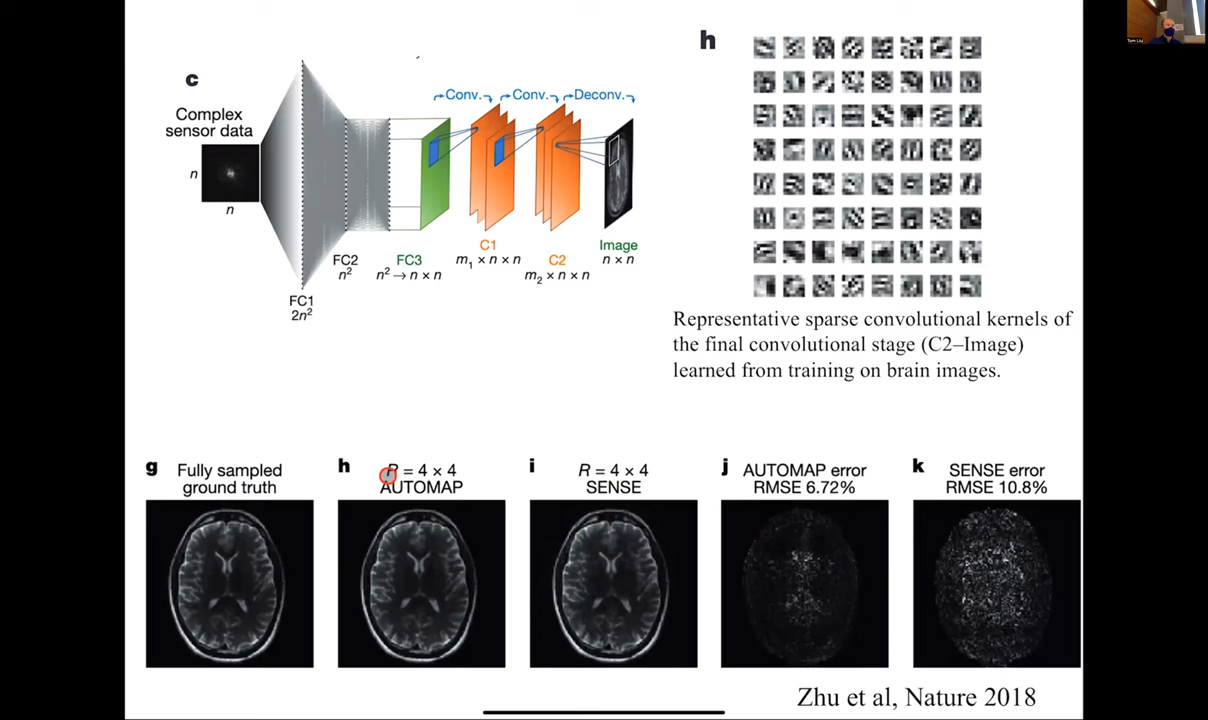 c
Complex
sensor data
n
n
FC1
2n²
FC2
n²
FC3
n² → n × n
Conv.
Conv.
Deconv.
C1
m₁ × n × n
C2
m₂ × n × n
Image
n × n
h
Representative sparse convolutional kernels of
the final convolutional stage (C2–Image)
learned from training on brain images.
g Fully sampled
ground truth
h R = 4 × 4
AUTOMAP
i R = 4 × 4
SENSE
j AUTOMAP error
RMSE 6.72%
k SENSE error
RMSE 10.8%
Zhu et al, Nature 2018
Tom Liu